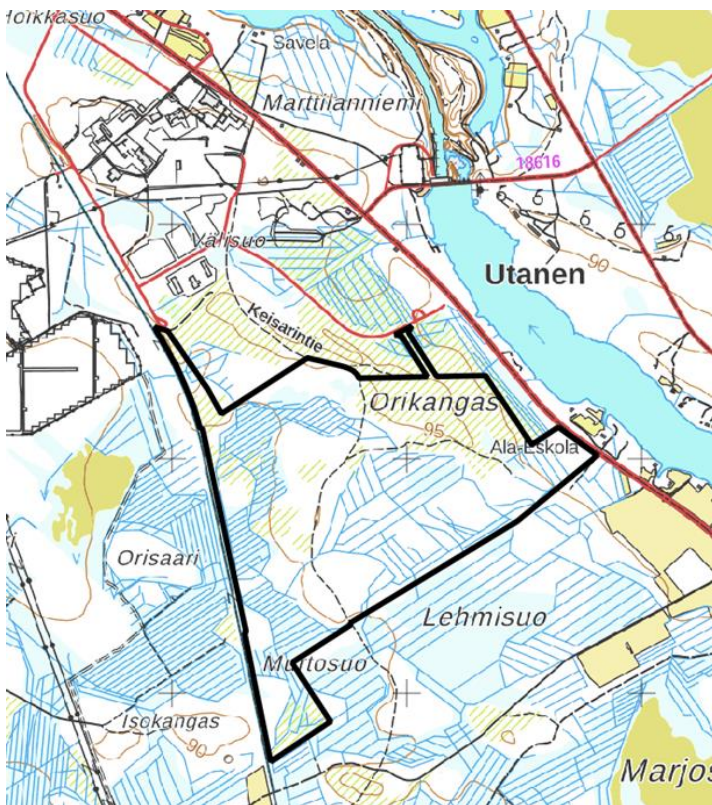 Hoikkasuo
Savela
Marttilanniemi
18616
Välisuo
Utanen
90
Keisarintie
Orikangas
95
Ala-Eskola
Orisaari
Lehmisuo
Multosuo
Isokangas
90
Marjos